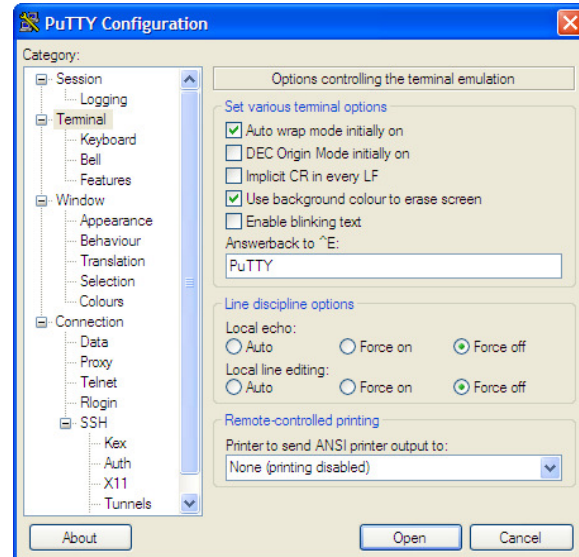 PuTTY Configuration
Category:
Session
Logging
Terminal
Keyboard
Bell
Features
Window
Appearance
Behaviour
Translation
Selection
Colours
Connection
Data
Proxy
Telnet
Rlogin
SSH
Kex
Auth
X11
Tunnels
Options controlling the terminal emulation
Set various terminal options
Auto wrap mode initially on
DEC Origin Mode initially on
Implicit CR in every LF
Use background colour to erase screen
Enable blinking text
Answerback to ^E:
PuTTY
Line discipline options
Local echo:
Auto Force on Force off
Local line editing:
Auto Force on Force off
Remote-controlled printing
Printer to send ANSI printer output to:
None (printing disabled)
About Open Cancel